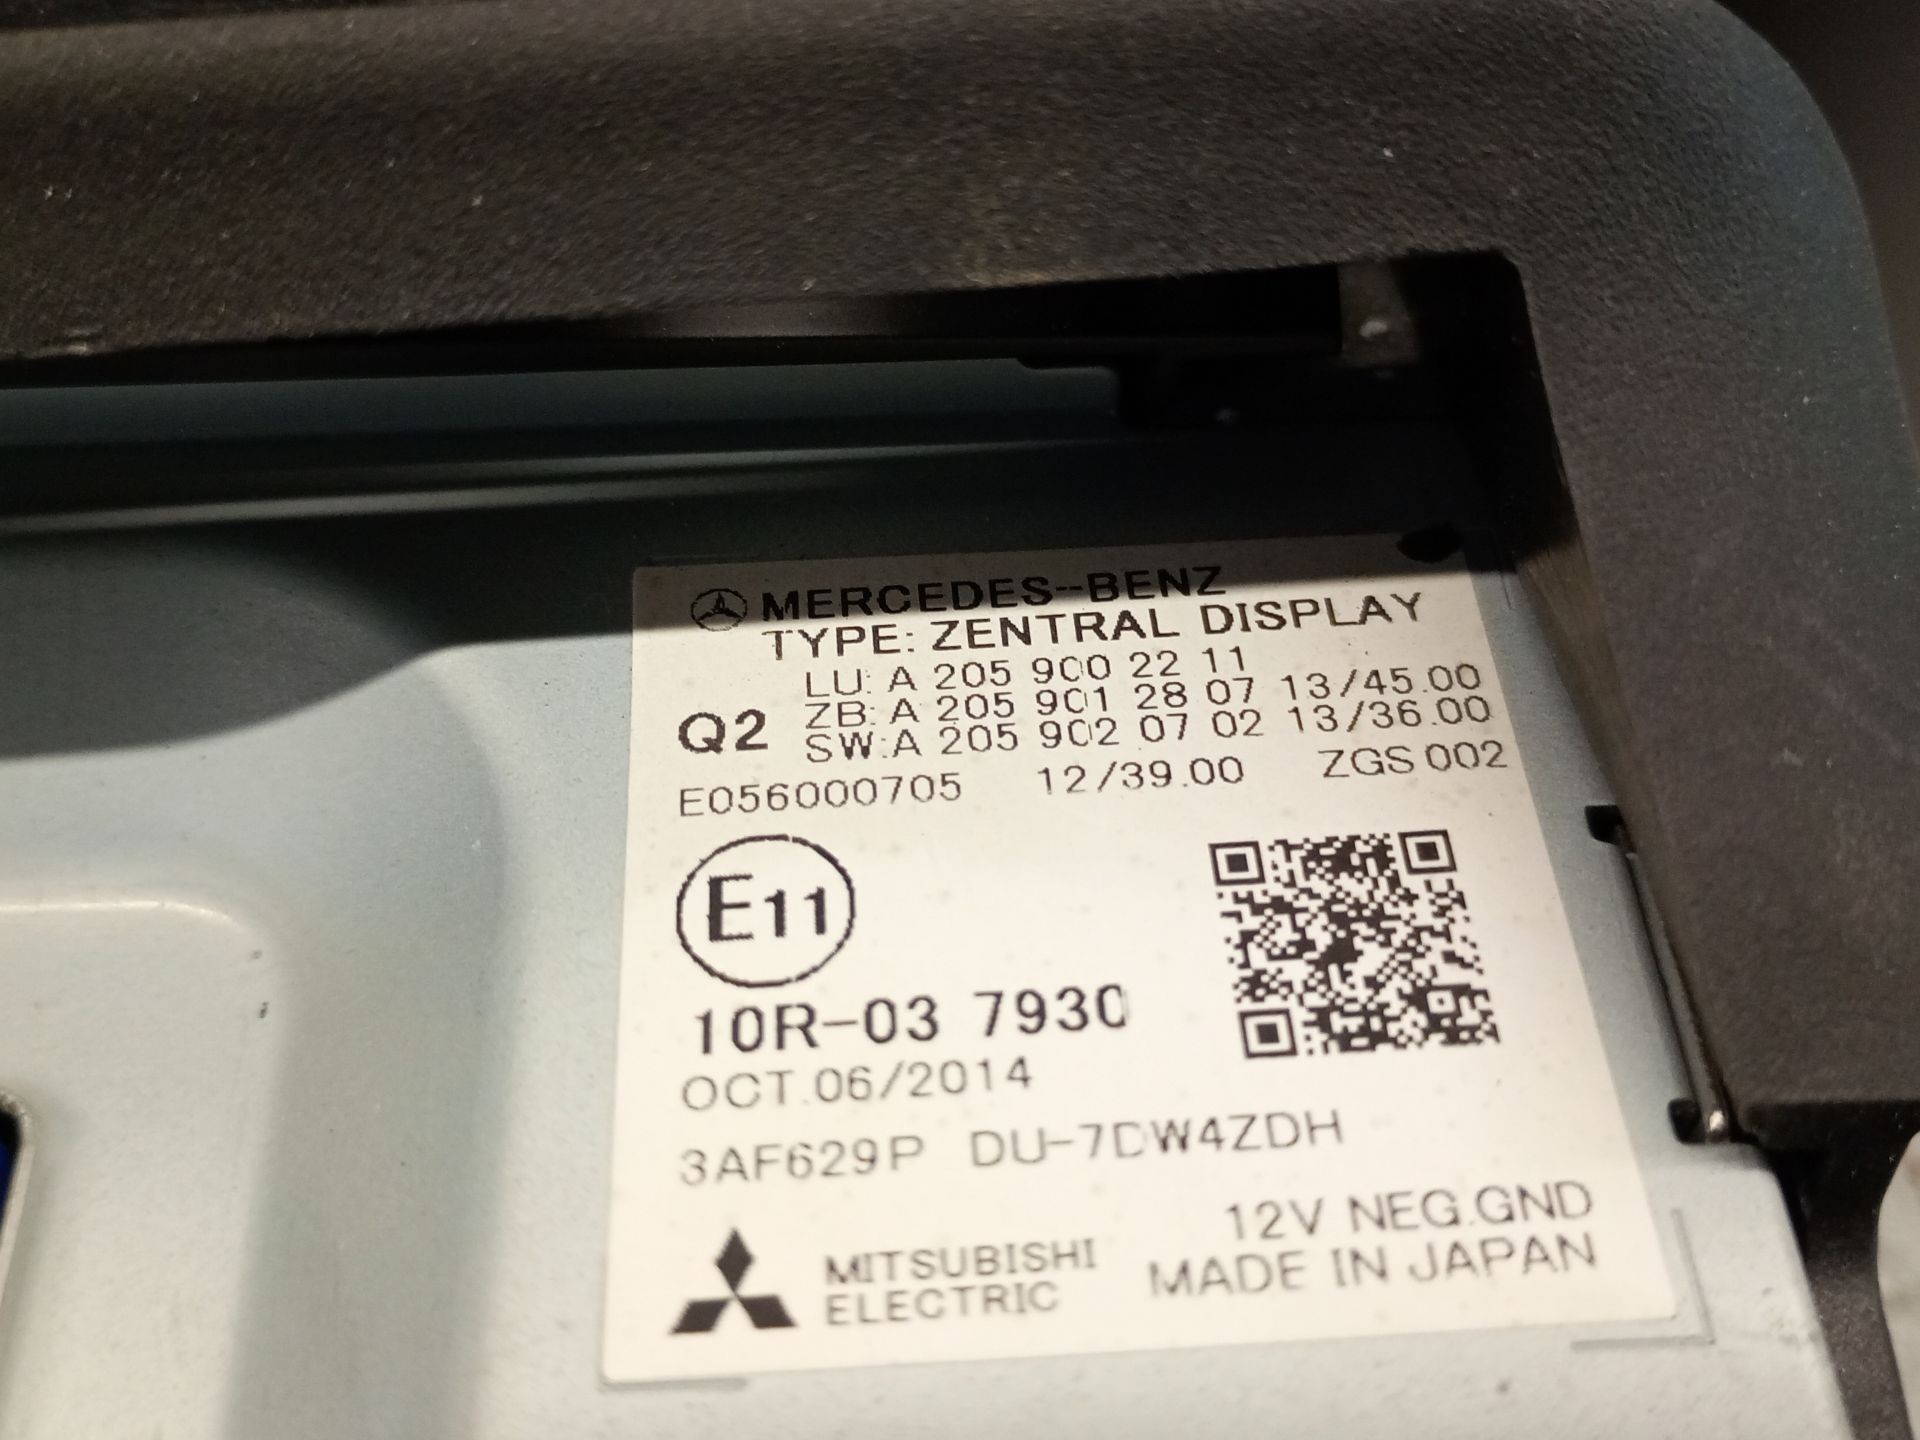 MERCEDES--BENZ
TYPE: ZENTRAL DISPLAY
LU: A 205 900 22 11
Q2 ZB: A 205 901 28 07 13/45.00
SW:A 205 902 07 02 13/36.00
E056000705 12/39.00 ZGS 002
E11
10R-03 7930
OCT.06/2014
3AF629P DU-7DW4ZDH
12V NEG.GND
MITSUBISHI ELECTRIC
MADE IN JAPAN